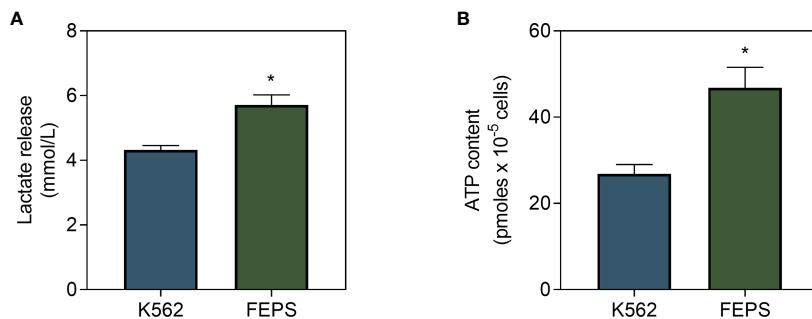 A
Lactate release
(mmol/L)
8
6
4
2
0
*
K562
FEPS
B
ATP content
(pmoles x 10⁻⁵ cells)
60
40
20
0
*
K562
FEPS